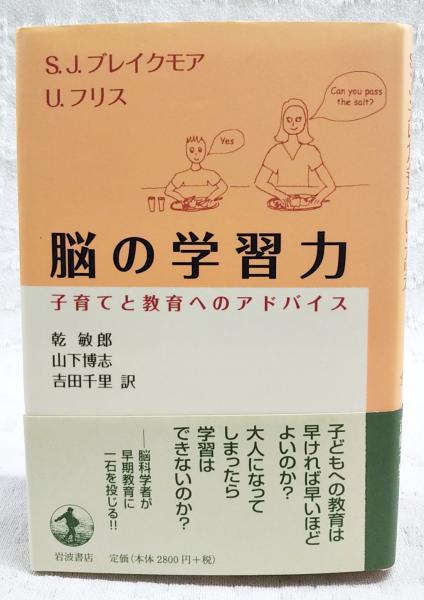 S.J.ブレイクモア
U.フリス
Can you pass
the salt?
Yes
脳の学習力
子育てと教育へのアドバイス
乾 敏郎
山下博志
吉田千里 訳
子どもへの教育は
早ければ早いほど
よいのか?
大人になって
しまったら
学習は
できないのか?
──脳科学者が
早期教育に
一石を投じる!!
岩波書店
定価(本体2800円+税)